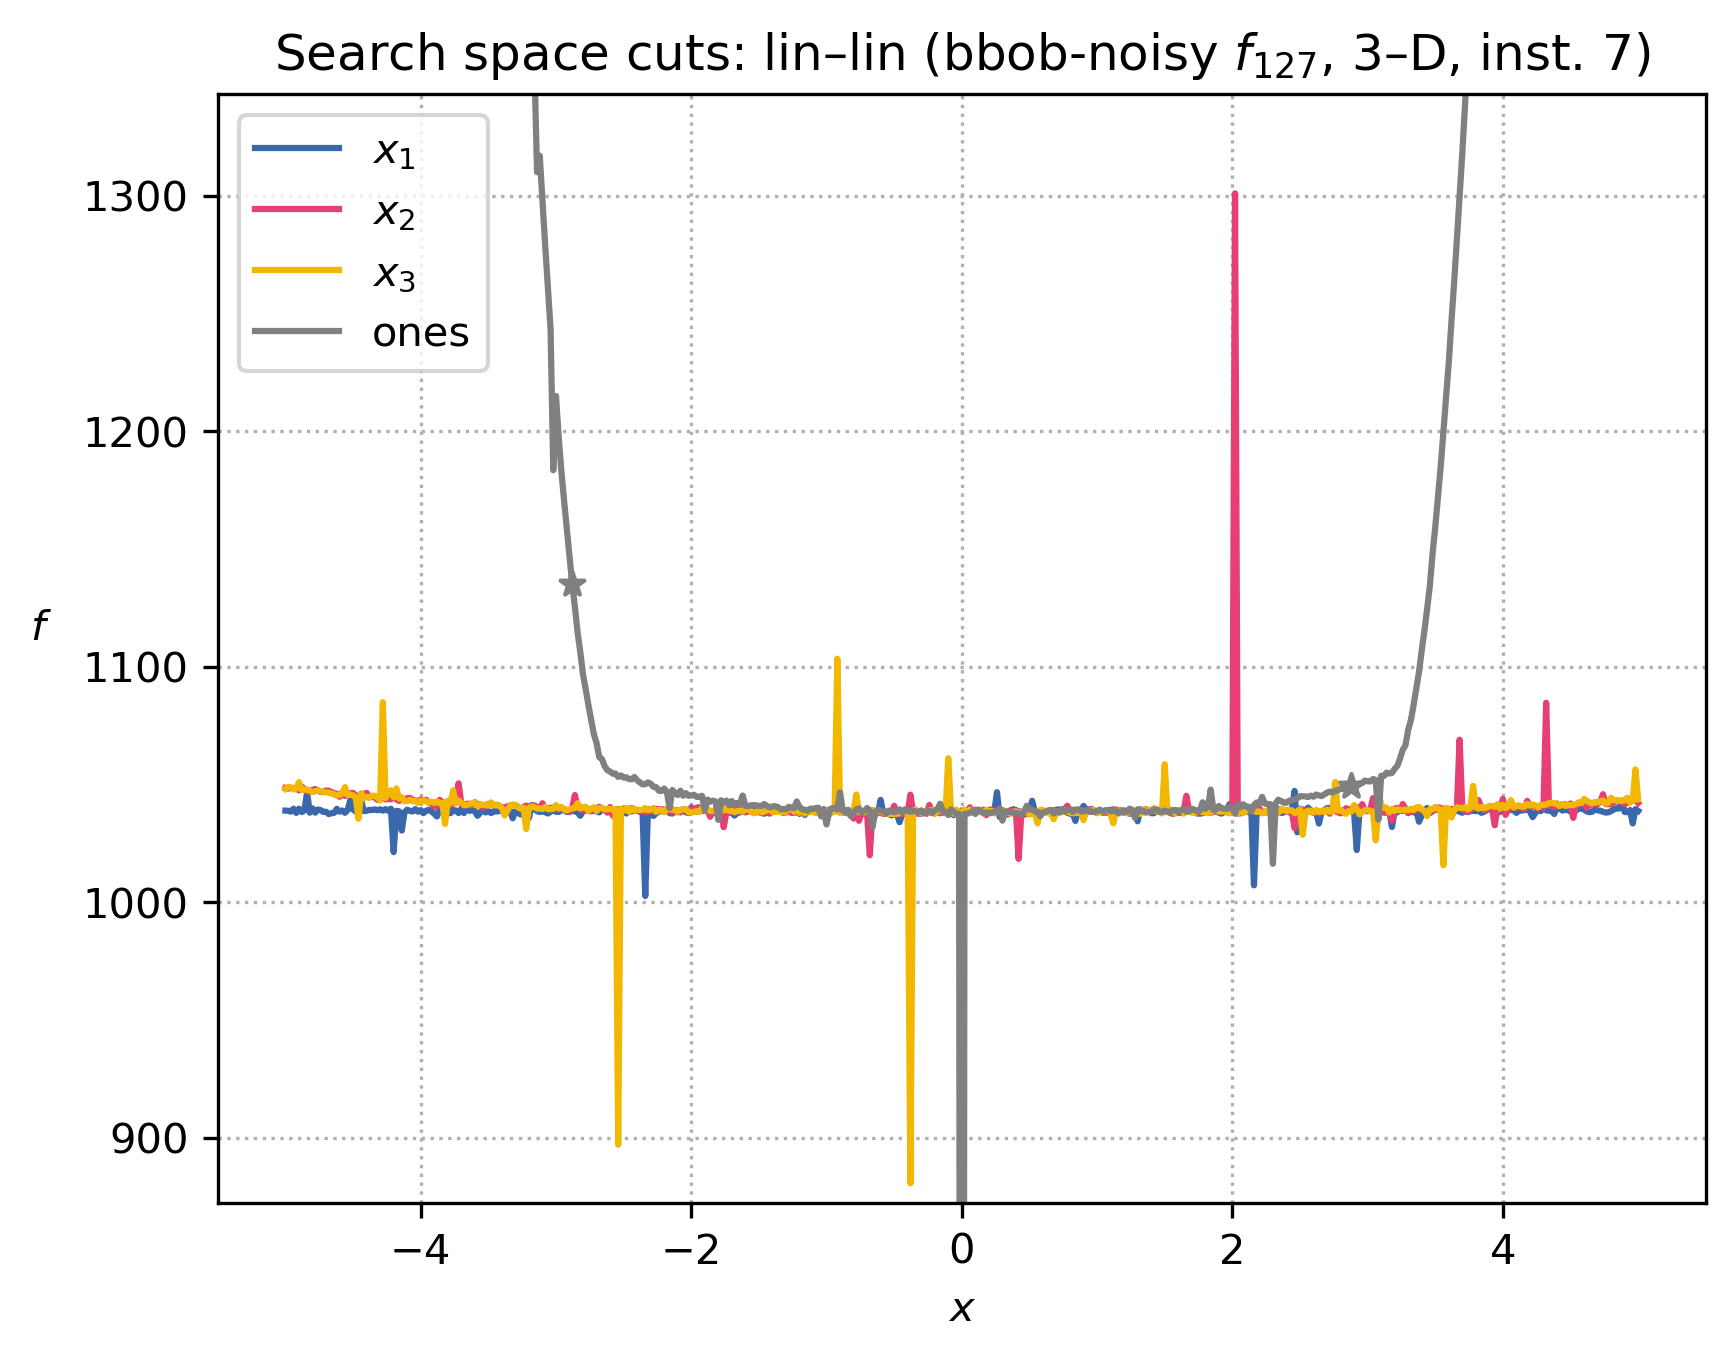 Search space cuts: lin–lin (bbob-noisy f₁₂₇, 3–D, inst. 7)
x₁
x₂
x₃
ones
1300
1200
1100
1000
900
f
−4
−2
0
2
4
x